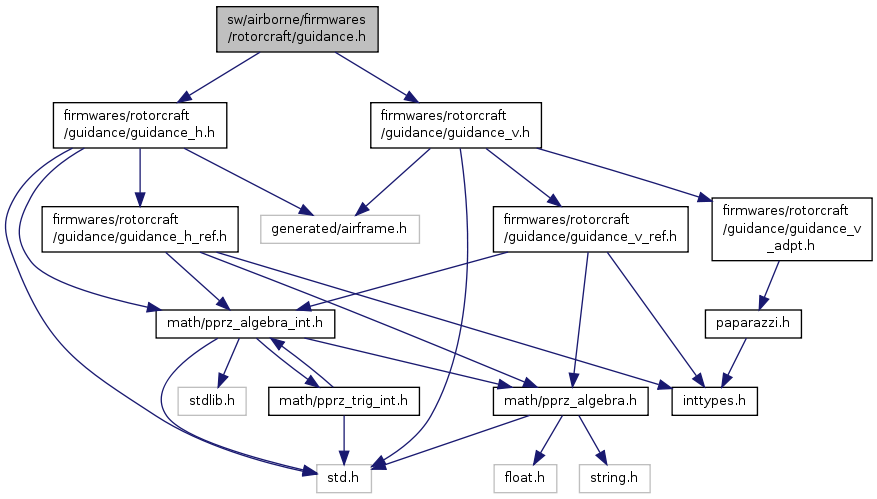 sw/airborne/firmwares
/rotorcraft/guidance.h
firmwares/rotorcraft
/guidance/guidance_h.h
firmwares/rotorcraft
/guidance/guidance_v.h
firmwares/rotorcraft
/guidance/guidance_h_ref.h
generated/airframe.h
firmwares/rotorcraft
/guidance/guidance_v_ref.h
firmwares/rotorcraft
/guidance/guidance_v
_adpt.h
math/pprz_algebra_int.h
paparazzi.h
stdlib.h
math/pprz_trig_int.h
math/pprz_algebra.h
inttypes.h
std.h
float.h
string.h